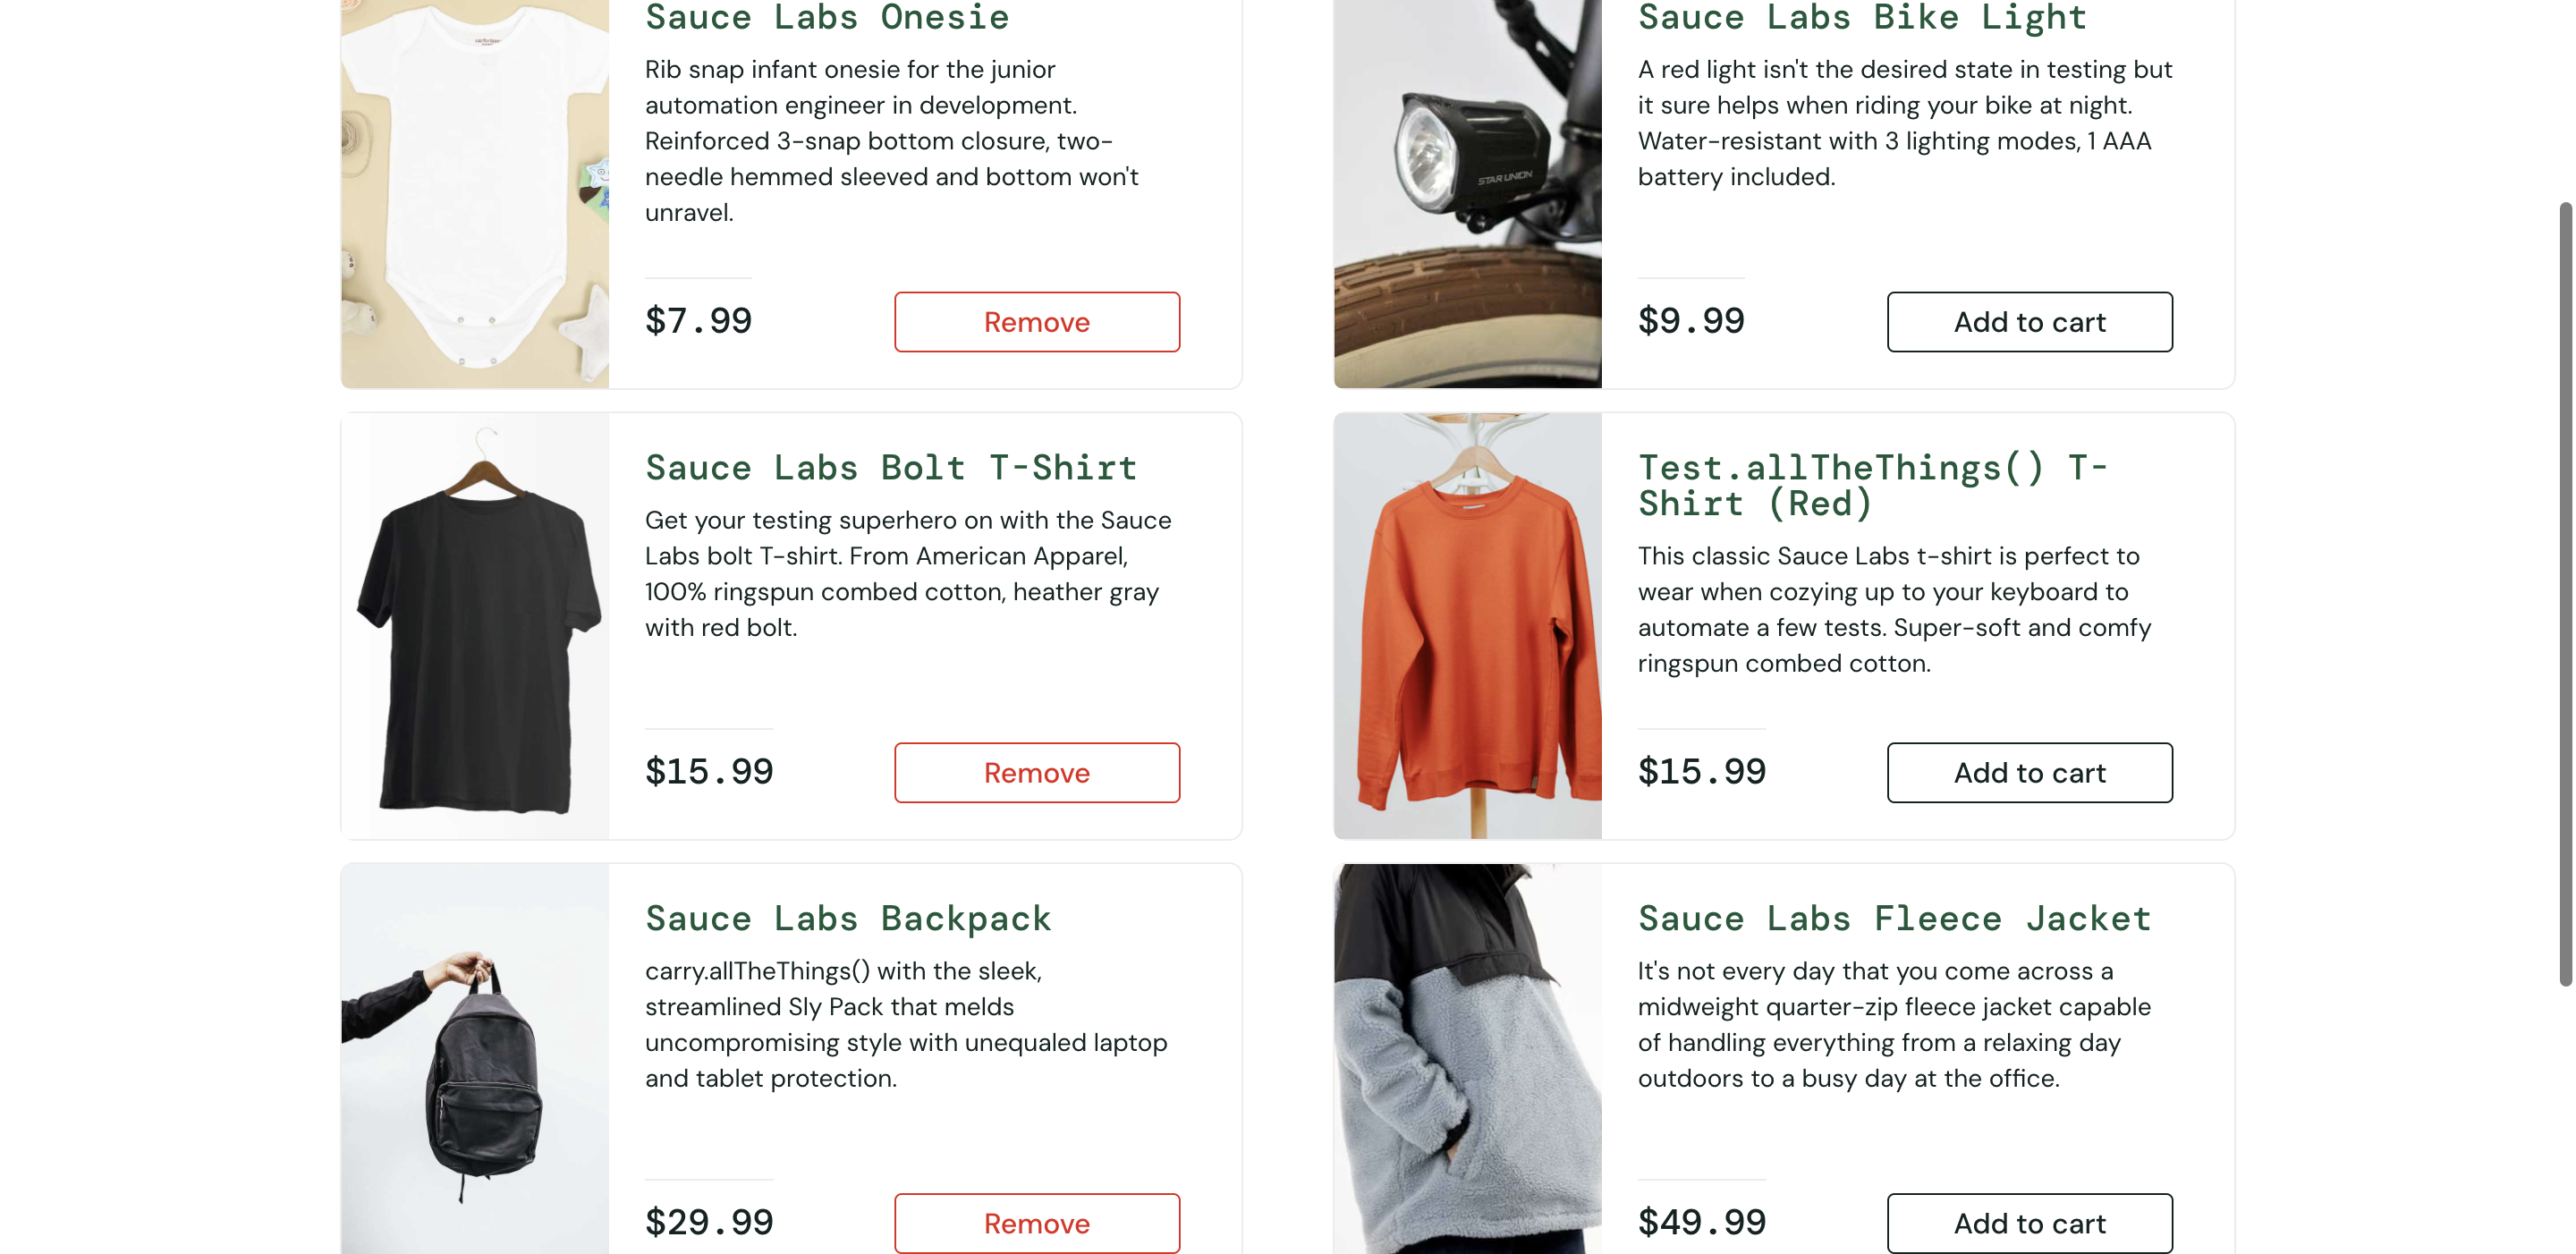 Sauce Labs Onesie
Rib snap infant onesie for the junior
automation engineer in development.
Reinforced 3-snap bottom closure, two-
needle hemmed sleeved and bottom won't
unravel.
$7.99
Remove
Sauce Labs Bike Light
A red light isn't the desired state in testing but
it sure helps when riding your bike at night.
Water-resistant with 3 lighting modes, 1 AAA
battery included.
STAR UNION
$9.99
Add to cart
Sauce Labs Bolt T-Shirt
Get your testing superhero on with the Sauce
Labs bolt T-shirt. From American Apparel,
100% ringspun combed cotton, heather gray
with red bolt.
$15.99
Remove
Test.allTheThings() T-
Shirt (Red)
This classic Sauce Labs t-shirt is perfect to
wear when cozying up to your keyboard to
automate a few tests. Super-soft and comfy
ringspun combed cotton.
$15.99
Add to cart
Sauce Labs Backpack
carry.allTheThings() with the sleek,
streamlined Sly Pack that melds
uncompromising style with unequaled laptop
and tablet protection.
$29.99
Remove
Sauce Labs Fleece Jacket
It's not every day that you come across a
midweight quarter-zip fleece jacket capable
of handling everything from a relaxing day
outdoors to a busy day at the office.
$49.99
Add to cart